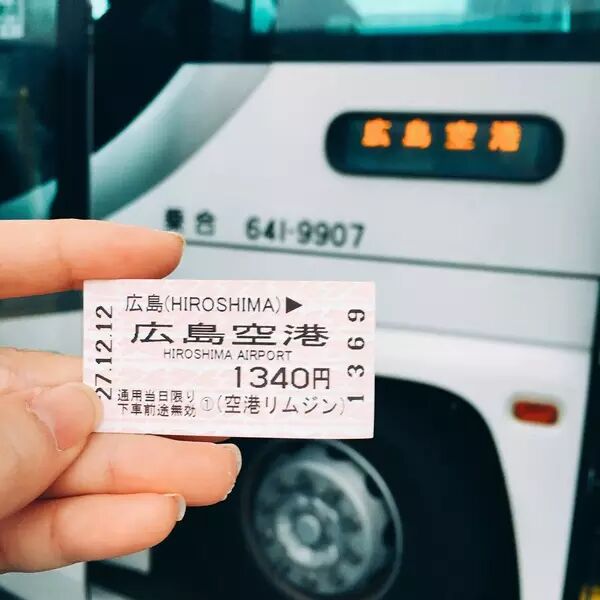 広島空港
乗合 641-9907
広島(HIROSHIMA)▶
広島空港
HIROSHIMA AIRPORT
1340円
通用当日限り
下車前途無効 ①(空港リムジン)
27.12.12
1369